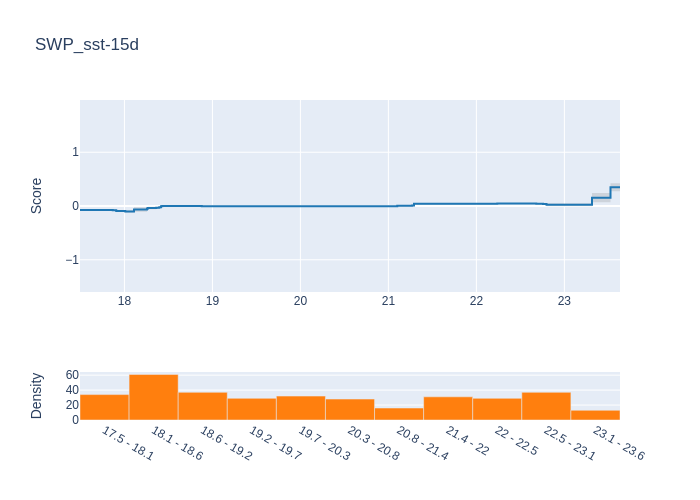 SWP_sst-15d
Score
1
0
−1
18 19 20 21 22 23
Density
60
40
20
0
17.5 - 18.1
18.1 - 18.6
18.6 - 19.2
19.2 - 19.7
19.7 - 20.3
20.3 - 20.8
20.8 - 21.4
21.4 - 22
22 - 22.5
22.5 - 23.1
23.1 - 23.6